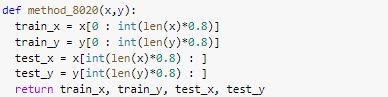 def method_8020(x,y):
  train_x = x[0 : int(len(x)*0.8)]
  train_y = y[0 : int(len(y)*0.8)]
  test_x = x[int(len(x)*0.8) : ]
  test_y = y[int(len(y)*0.8) : ]
  return train_x, train_y, test_x, test_y